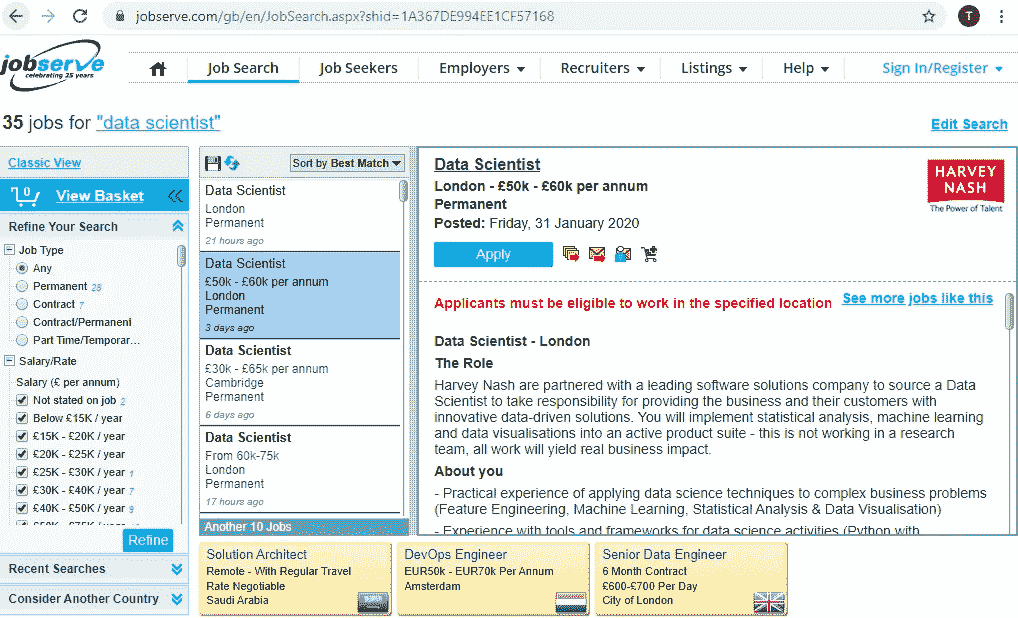 jobserve.com/gb/en/JobSearch.aspx?shid=1A367DE994EE1CF57168
T
jobserve
celebrating 25 years
Job Search
Job Seekers
Employers
Recruiters
Listings
Help
Sign In/Register
35 jobs for "data scientist"
Edit Search
Classic View
0
View Basket
Refine Your Search
Job Type
Any
Permanent 28
Contract 7
Contract/Permanent
Part Time/Temporar...
Salary/Rate
Salary (£ per annum)
Not stated on job 2
Below £15K / year
£15K - £20K / year
£20K - £25K / year
£25K - £30K / year 1
£30K - £40K / year 7
£40K - £50K / year 9
Refine
Recent Searches
Consider Another Country
Sort by Best Match
Data Scientist
London
Permanent
21 hours ago
Data Scientist
£50k - £60k per annum
London
Permanent
3 days ago
Data Scientist
£30k - £65k per annum
Cambridge
Permanent
6 days ago
Data Scientist
From 60k-75k
London
Permanent
17 hours ago
Another 10 Jobs
Data Scientist
London - £50k - £60k per annum
Permanent
Posted: Friday, 31 January 2020
Apply
HARVEY
NASH
The Power of Talent
Applicants must be eligible to work in the specified location
See more jobs like this
Data Scientist - London
The Role
Harvey Nash are partnered with a leading software solutions company to source a Data
Scientist to take responsibility for providing the business and their customers with
innovative data-driven solutions. You will implement statistical analysis, machine learning
and data visualisations into an active product suite - this is not working in a research
team, all work will yield real business impact.
About you
- Practical experience of applying data science techniques to complex business problems
(Feature Engineering, Machine Learning, Statistical Analysis & Data Visualisation)
- Experience with tools and frameworks for data science activities (Python with
Solution Architect
Remote - With Regular Travel
Rate Negotiable
Saudi Arabia
DevOps Engineer
EUR50k - EUR70k Per Annum
Amsterdam
Senior Data Engineer
6 Month Contract
£600-£700 Per Day
City of London